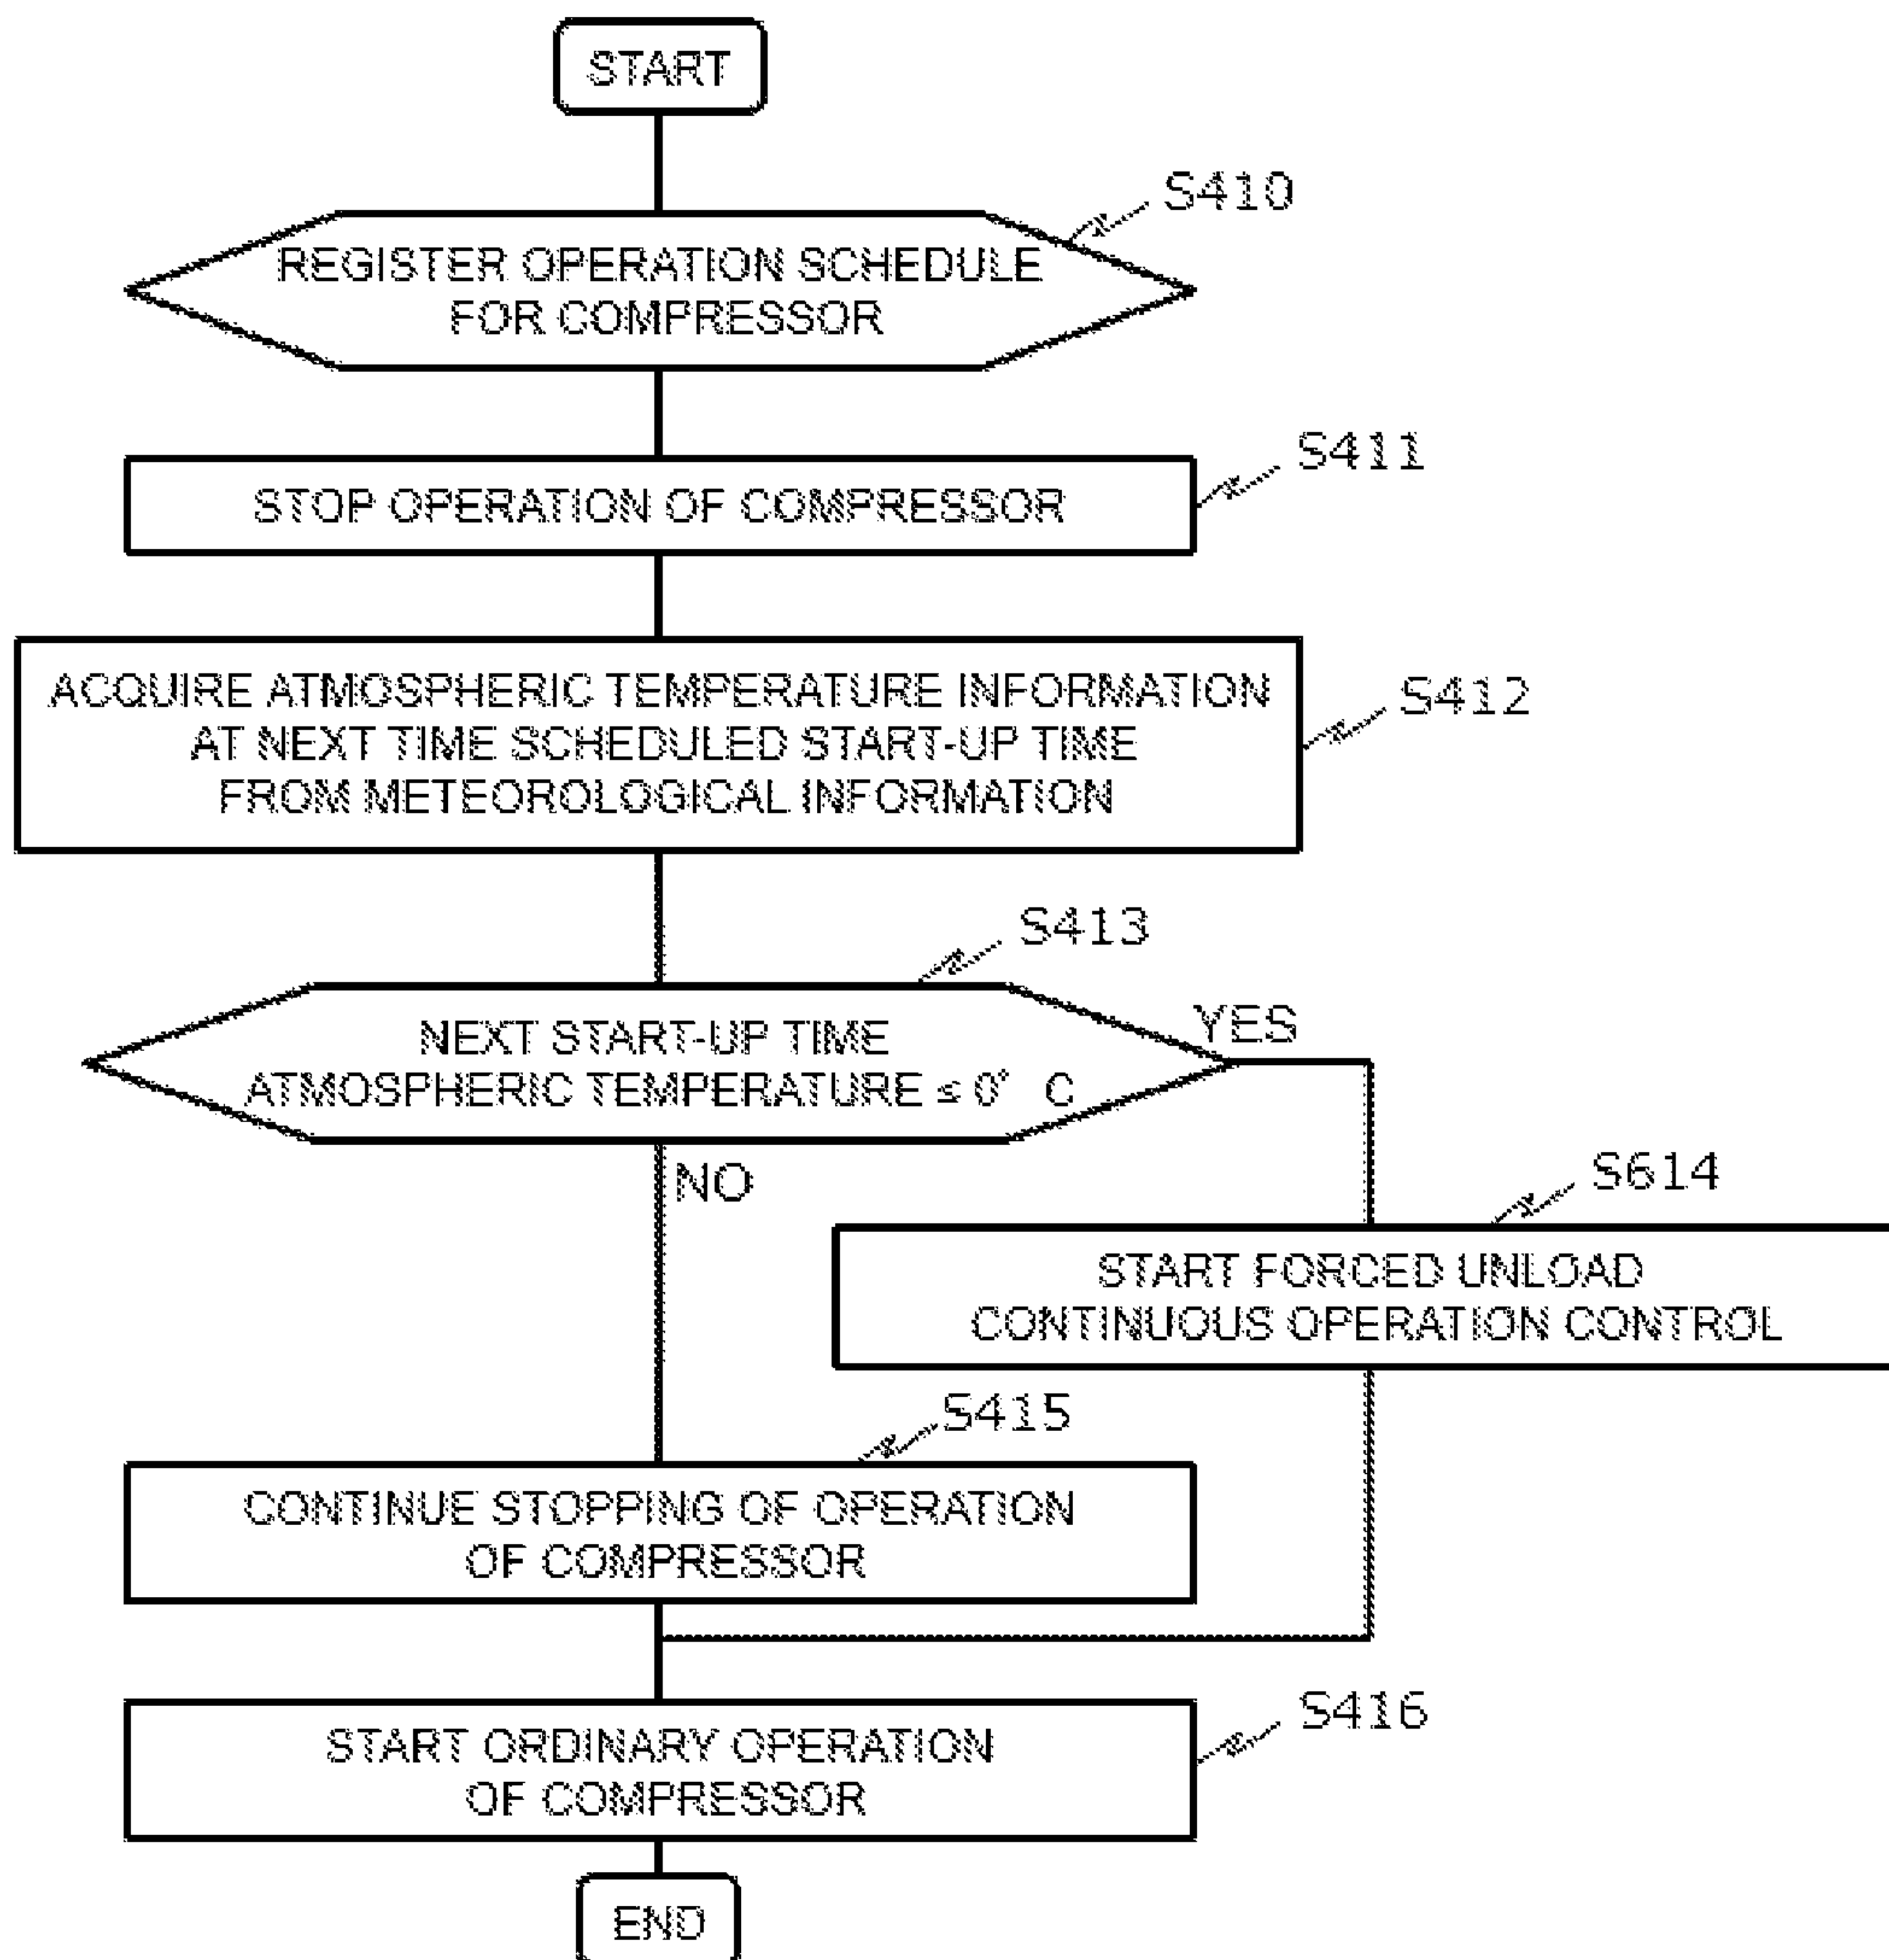 START
S410
REGISTER OPERATION SCHEDULE
FOR COMPRESSOR
S411
STOP OPERATION OF COMPRESSOR
S412
ACQUIRE ATMOSPHERIC TEMPERATURE INFORMATION
AT NEXT TIME SCHEDULED START-UP TIME
FROM METEOROLOGICAL INFORMATION
S413
NEXT START-UP TIME
ATMOSPHERIC TEMPERATURE ≤ 0° C
YES
NO
S614
START FORCED UNLOAD
CONTINUOUS OPERATION CONTROL
S415
CONTINUE STOPPING OF OPERATION
OF COMPRESSOR
S416
START ORDINARY OPERATION
OF COMPRESSOR
END